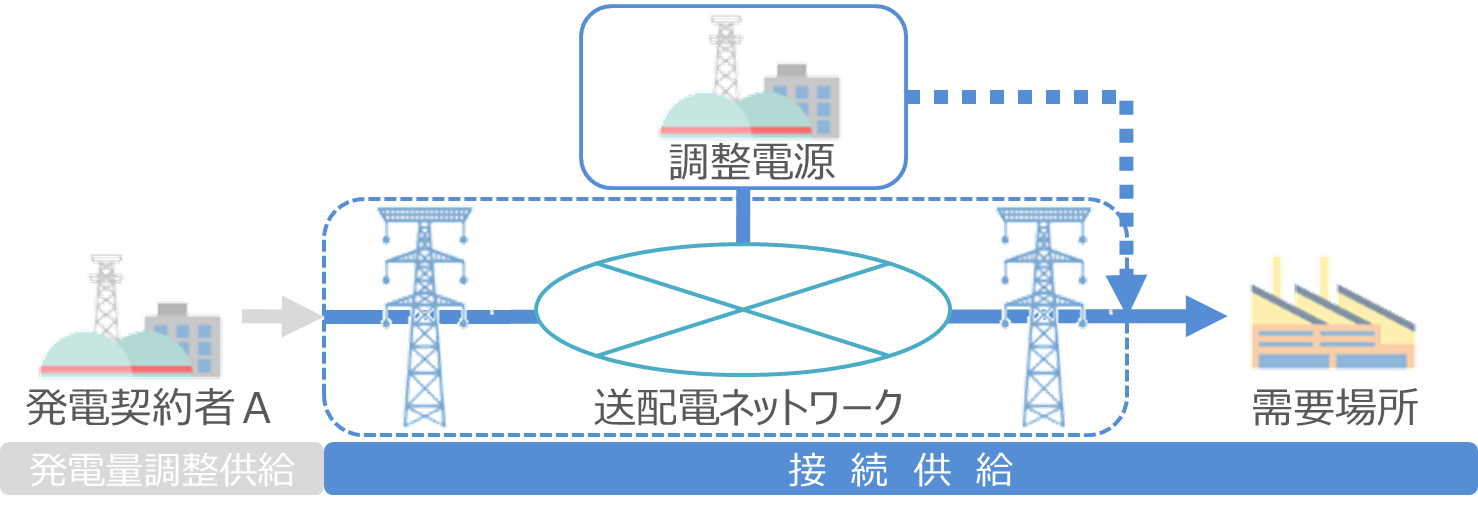 調整電源
発電契約者A
送配電ネットワーク
需要場所
発電量調整供給
接続供給